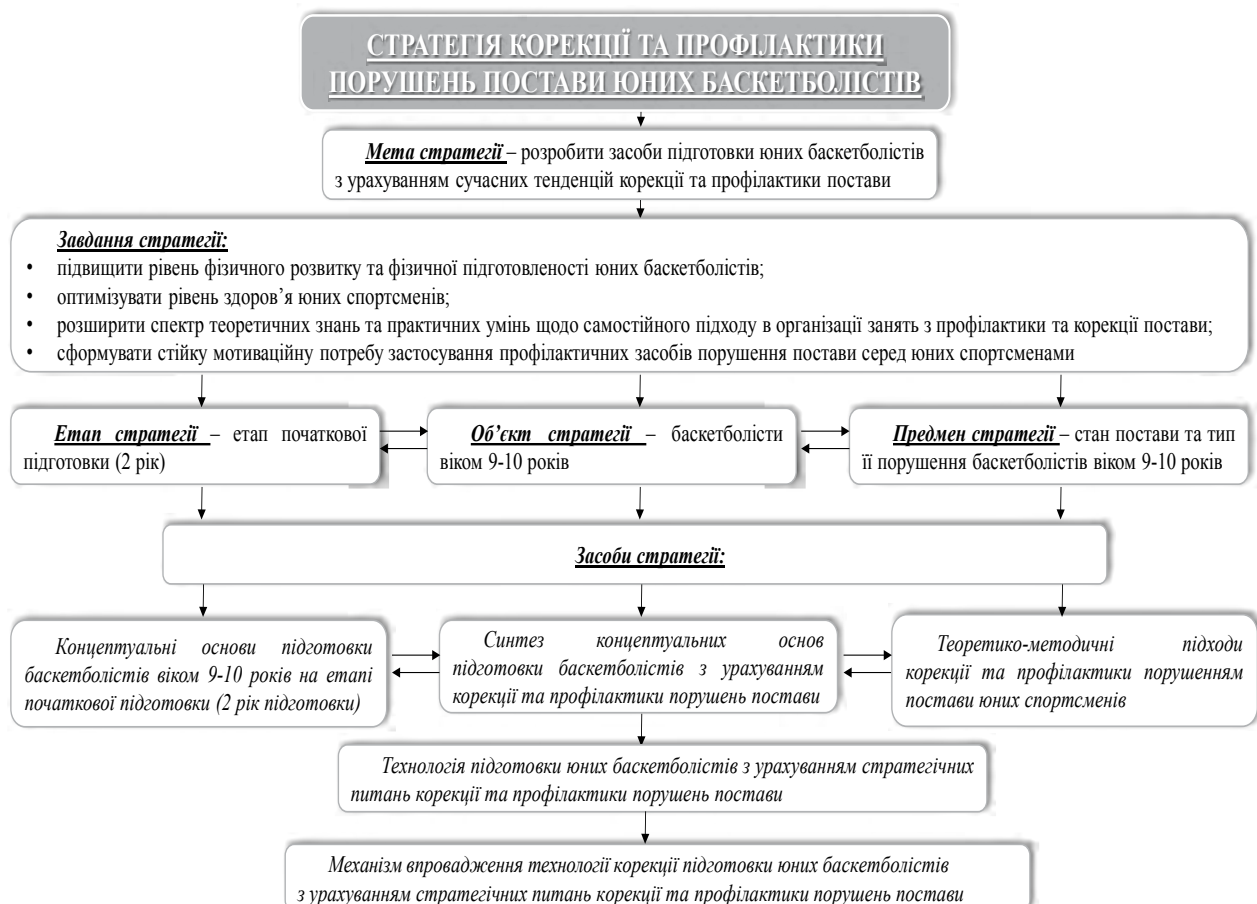 СТРАТЕГІЯ КОРЕКЦІЇ ТА ПРОФІЛАКТИКИ
ПОРУШЕНЬ ПОСТАВИ ЮНИХ БАСКЕТБОЛІСТІВ
Мета стратегії – розробити засоби підготовки юних баскетболістів
з урахуванням сучасних тенденцій корекції та профілактики постави
Завдання стратегії:
• підвищити рівень фізичного розвитку та фізичної підготовленості юних баскетболістів;
• оптимізувати рівень здоров’я юних спортсменів;
• розширити спектр теоретичних знань та практичних умінь щодо самостійного підходу в організації занять з профілактики та корекції постави;
• сформувати стійку мотиваційну потребу застосування профілактичних засобів порушення постави серед юних спортсменами
Етап стратегії – етап початкової
підготовки (2 рік)
Об’єкт стратегії – баскетболісти
віком 9-10 років
Предмен стратегії – стан постави та тип
її порушення баскетболістів віком 9-10 років
Засоби стратегії:
Концептуальні основи підготовки
баскетболістів віком 9-10 років на етапі
початкової підготовки (2 рік підготовки)
Синтез концептуальних основ
підготовки баскетболістів з урахуванням
корекції та профілактики порушень постави
Теоретико-методичні підходи
корекції та профілактики порушенням
постави юних спортсменів
Технологія підготовки юних баскетболістів з урахуванням стратегічних
питань корекції та профілактики порушень постави
Механізм впровадження технології корекції підготовки юних баскетболістів
з урахуванням стратегічних питань корекції та профілактики порушень постави